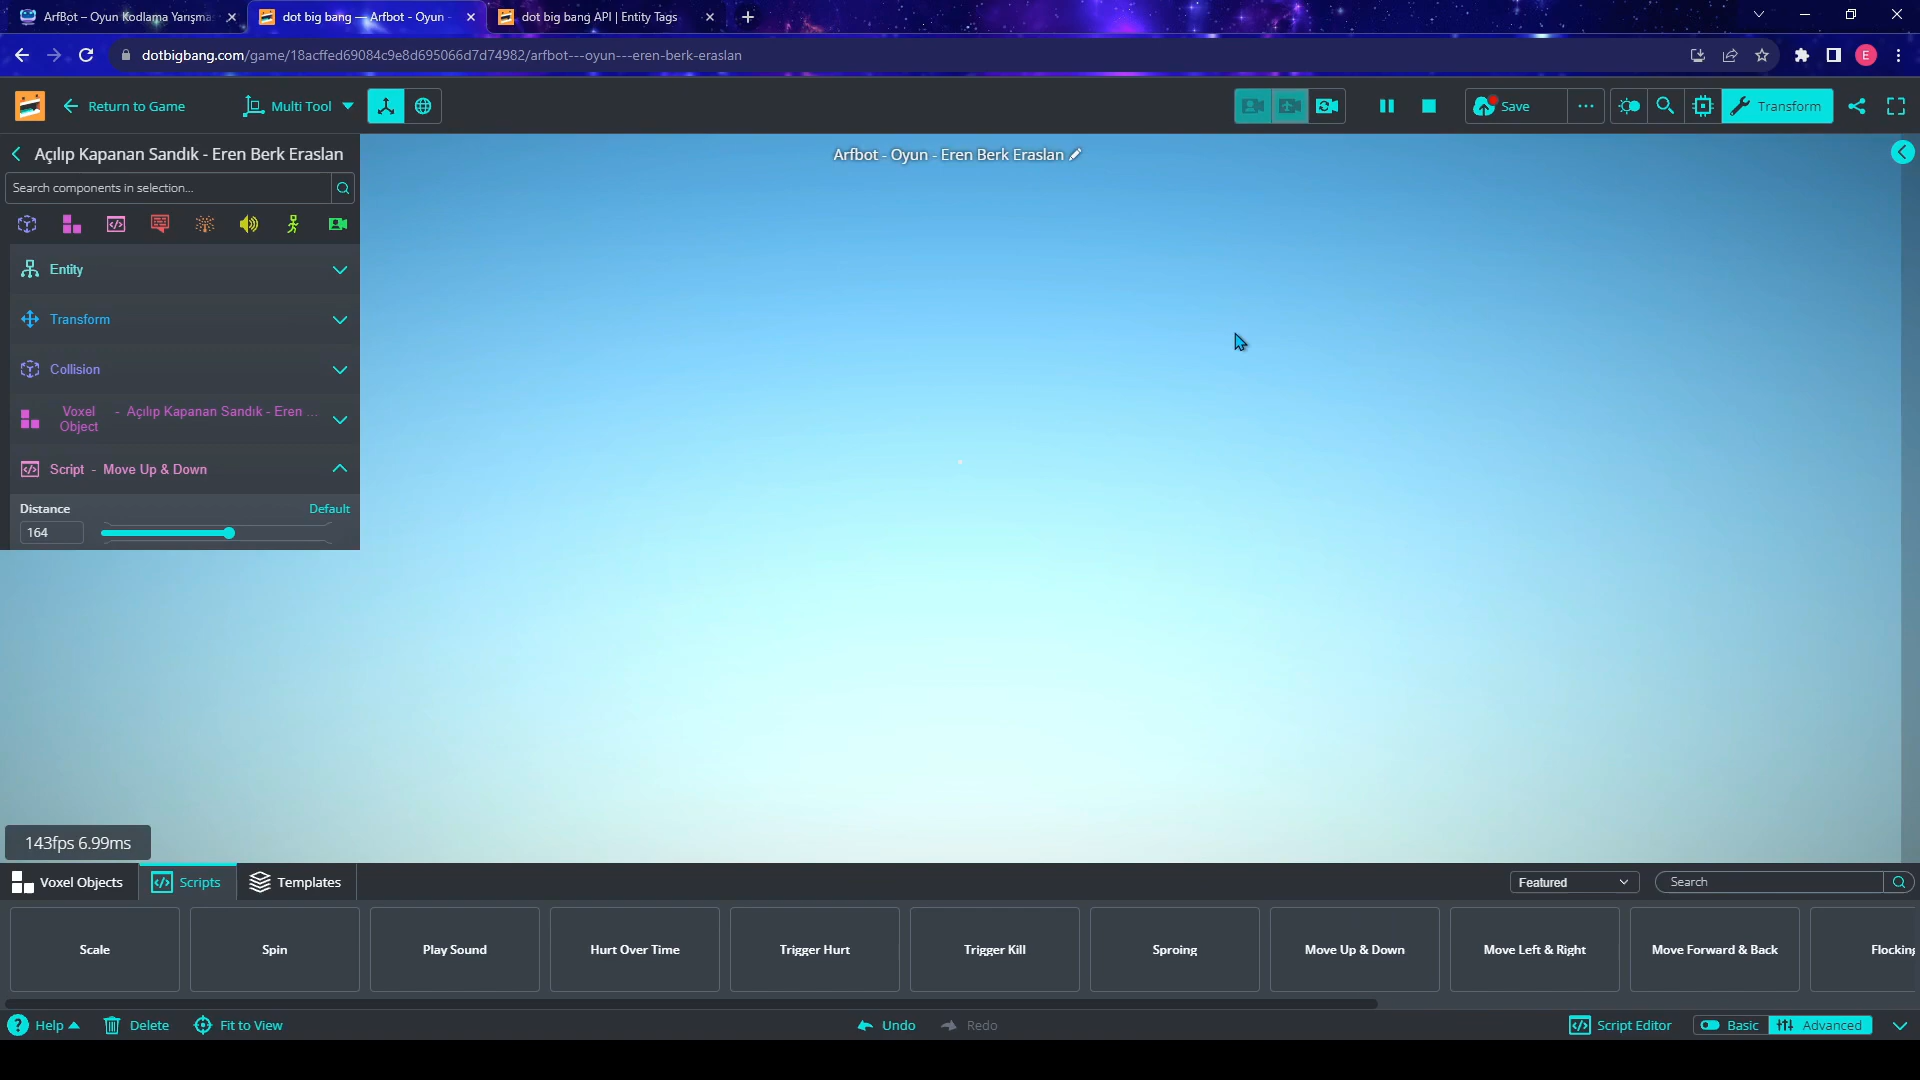 ArfBot – Oyun Kodlama Yarışma
dot big bang — Arfbot - Oyun -
dot big bang API | Entity Tags
dotbigbang.com/game/18acffed69084c9e8d695066d7d74982/arfbot---oyun---eren-berk-eraslan
E
Return to Game
Multi Tool
Save
Transform
Açılıp Kapanan Sandık - Eren Berk Eraslan
Arfbot - Oyun - Eren Berk Eraslan
Search components in selection...
Entity
Transform
Collision
Voxel Object - Açılıp Kapanan Sandık - Eren ...
Script - Move Up & Down
Distance
Default
164
143fps 6.99ms
Voxel Objects
Scripts
Templates
Featured
Search
Scale
Spin
Play Sound
Hurt Over Time
Trigger Hurt
Trigger Kill
Sproing
Move Up & Down
Move Left & Right
Move Forward & Back
Flocking
Help
Delete
Fit to View
Undo
Redo
Script Editor
Basic
Advanced